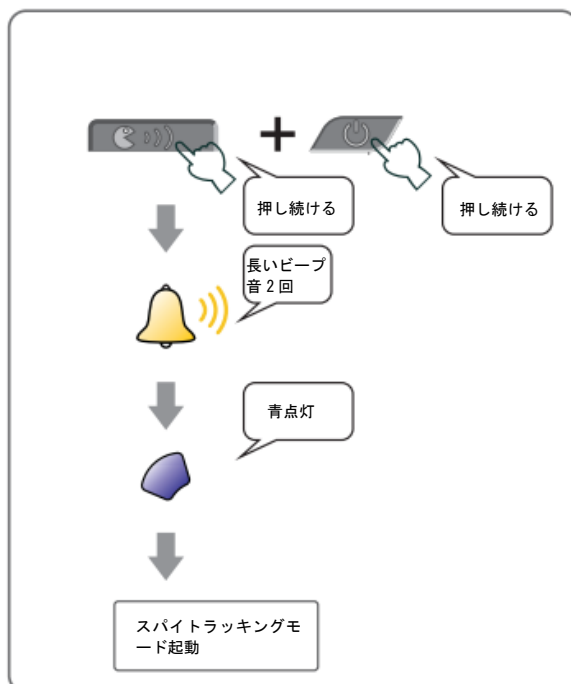 押し続ける
押し続ける
長いビープ
音２回
青点灯
スパイトラッキングモ
ード起動